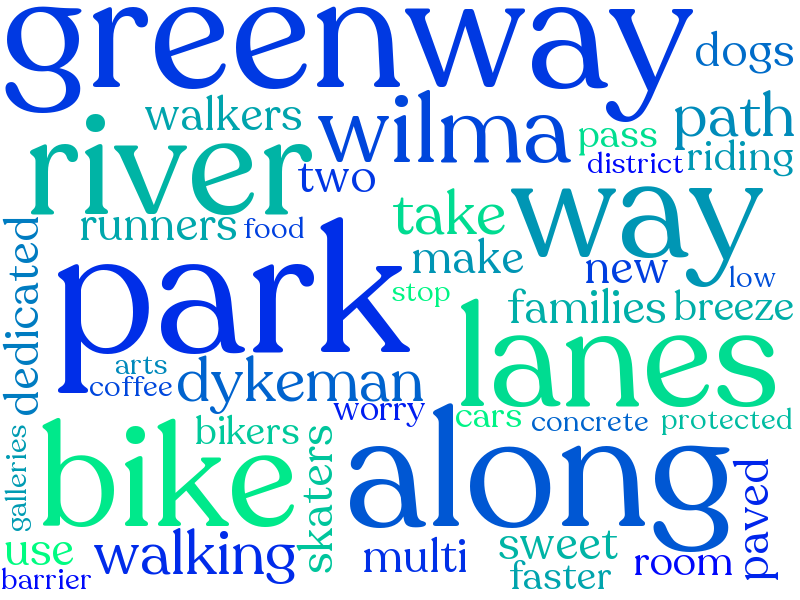 greenway
dogs
walkers
wilma
pass
path
river
two
district
riding
runners
food
take
way
dedicated
park
make
new
low
stop
families
breeze
arts
coffee
dykeman
lanes
worry
cars
concrete
protected
galleries
bike
bikers
skaters
along
paved
use
walking
multi
sweet
room
barrier
faster